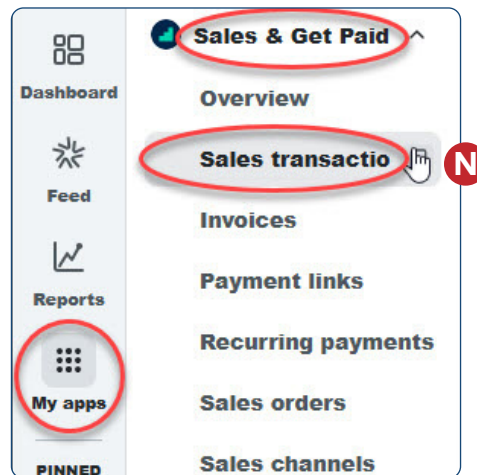 Dashboard
Feed
Reports
My apps
PINNED
Sales & Get Paid
Overview
Sales transactio
N
Invoices
Payment links
Recurring payments
Sales orders
Sales channels